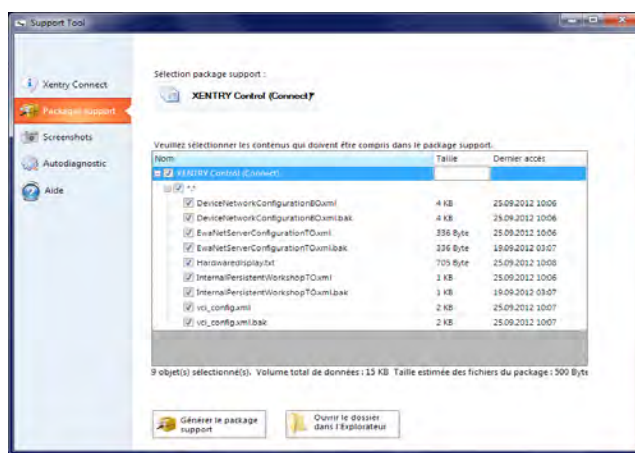 Support Tool
Xentry Connect
Packages support
Screenshots
Autodiagnostic
Aide
Sélection package support :
XENTRY Control (Connect)*
Veuillez sélectionner les contenus qui doivent être compris dans le package support.
Nom Taille Dernier accès
XENTRY Control (Connect)
*.*
DeviceNetworkConfigurationBO.xml 4 KB 25.09.2012 10:06
DeviceNetworkConfigurationBO.xml.bak 4 KB 25.09.2012 10:06
EwaNetServerConfigurationTO.xml 336 Byte 25.09.2012 10:06
EwaNetServerConfigurationTO.xml.bak 336 Byte 19.09.2012 03:07
Hardwaredisplay.txt 705 Byte 25.09.2012 10:08
InternalPersistentWorkshopTO.xml 1 KB 25.09.2012 10:06
InternalPersistentWorkshopTO.xml.bak 1 KB 19.09.2012 03:07
vci_config.xml 2 KB 25.09.2012 10:07
vci_config.xml.bak 2 KB 25.09.2012 10:07
9 objet(s) sélectionné(s). Volume total de données : 15 KB Taille estimée des fichiers du package : 500 Byte
Générer le package
support
Ouvrir le dossier
dans l'Explorateur